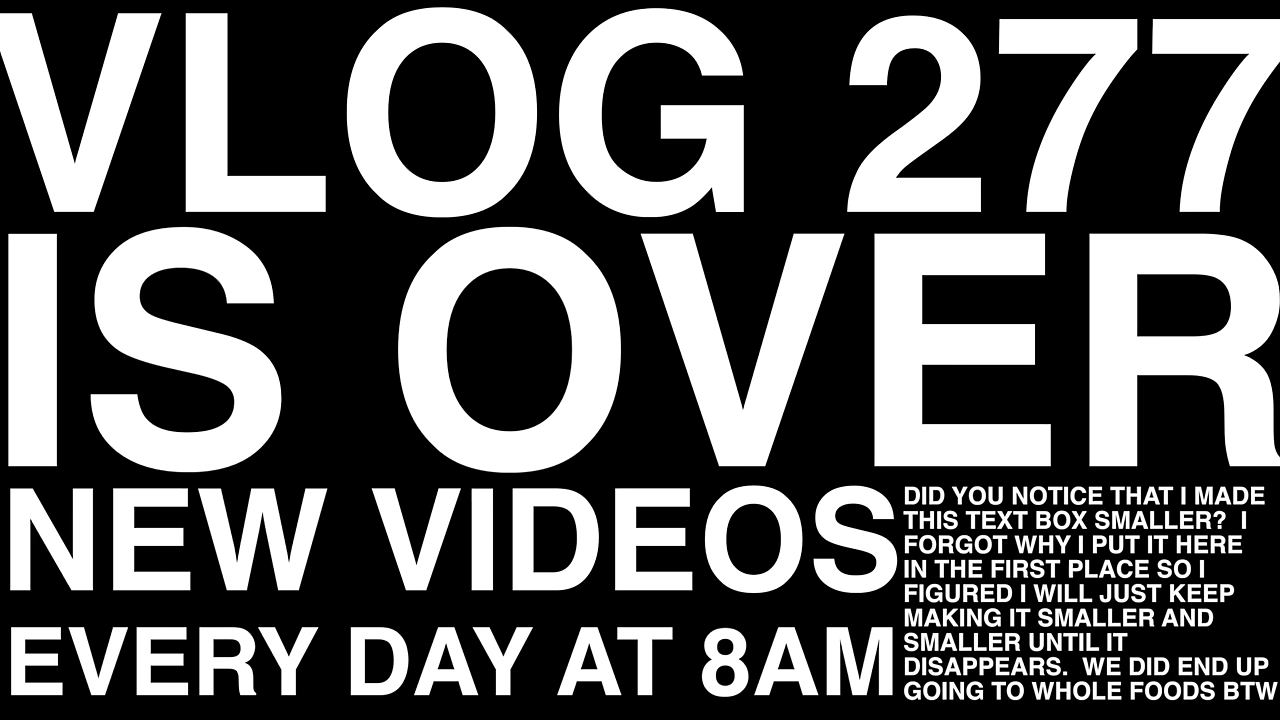 VLOG 277
IS OVER
NEW VIDEOS
EVERY DAY AT 8AM
DID YOU NOTICE THAT I MADE
THIS TEXT BOX SMALLER?  I
FORGOT WHY I PUT IT HERE
IN THE FIRST PLACE SO I
FIGURED I WILL JUST KEEP
MAKING IT SMALLER AND
SMALLER UNTIL IT
DISAPPEARS.  WE DID END UP
GOING TO WHOLE FOODS BTW